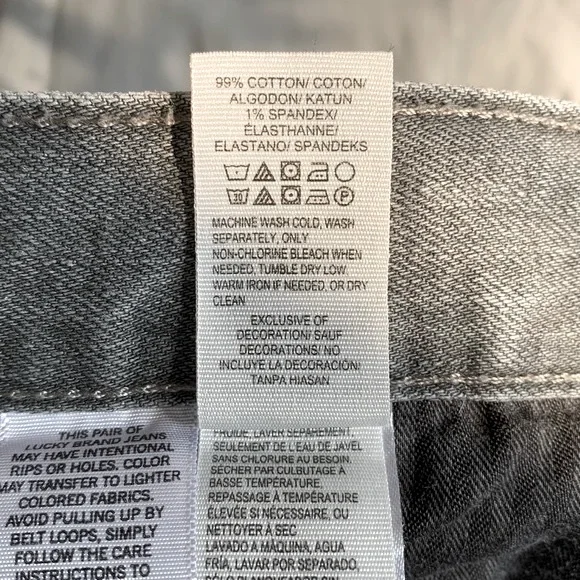 99% COTTON/ COTON/
ALGODON/ KATUN
1% SPANDEX/
ÉLASTHANNE/
ELASTANO/ SPANDEKS
MACHINE WASH COLD, WASH
SEPARATELY, ONLY
NON-CHLORINE BLEACH WHEN
NEEDED, TUMBLE DRY LOW
WARM IRON IF NEEDED, OR DRY
CLEAN
EXCLUSIVE OF
DECORATION/ SAUF
DECORATIONS/ NO
INCLUYE LA DECORACIÓN/
TANPA HIASAN
FROIDE, LAVER SÉPARÉMENT,
SEULEMENT DE L'EAU DE JAVEL
SANS CHLORURE AU BESOIN,
SÉCHER PAR CULBUTAGE À
BASSE TEMPÉRATURE,
REPASSAGE À TEMPÉRATURE
ÉLEVÉE SI NÉCESSAIRE, OU
NETTOYER À SEC
LAVADO A MÁQUINA, AGUA
FRÍA, LAVAR POR SEPARADO,
THIS PAIR OF
LUCKY BRAND JEANS
MAY HAVE INTENTIONAL
RIPS OR HOLES. COLOR
MAY TRANSFER TO LIGHTER
COLORED FABRICS.
AVOID PULLING UP BY
BELT LOOPS, SIMPLY
FOLLOW THE CARE
INSTRUCTIONS TO